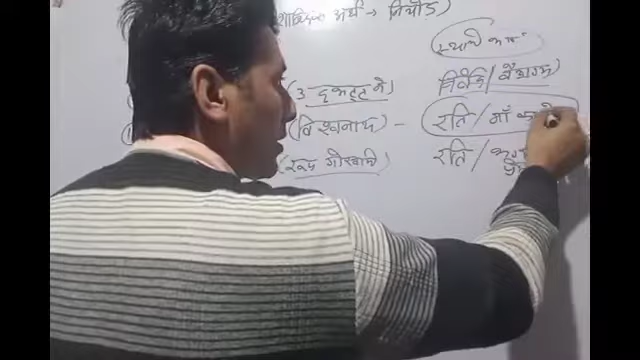 शाब्दिक अर्थ → निचोड़)
स्थायी भाव
(उद्भट्ट ने) निर्वेद / वैराग्य)
(विश्वनाथ – रति / माँ का
(रूप गोस्वामी) रति /